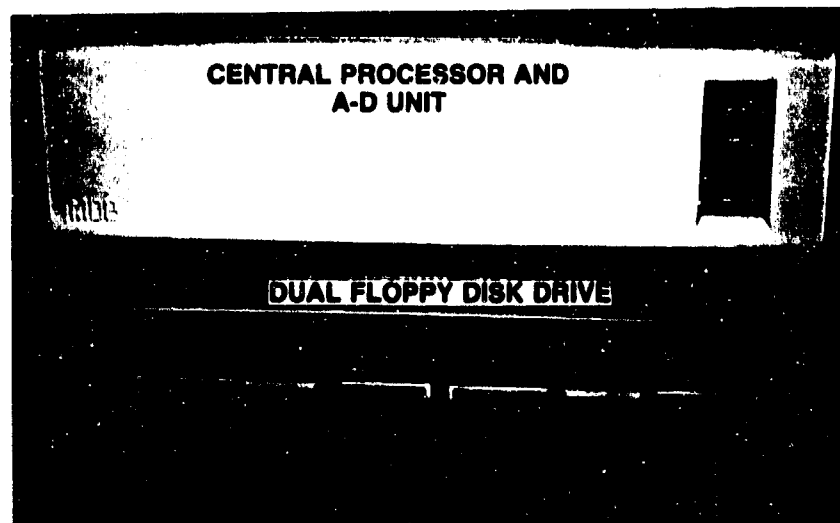 CENTRAL PROCESSOR AND
A-D UNIT
DUAL FLOPPY DISK DRIVE